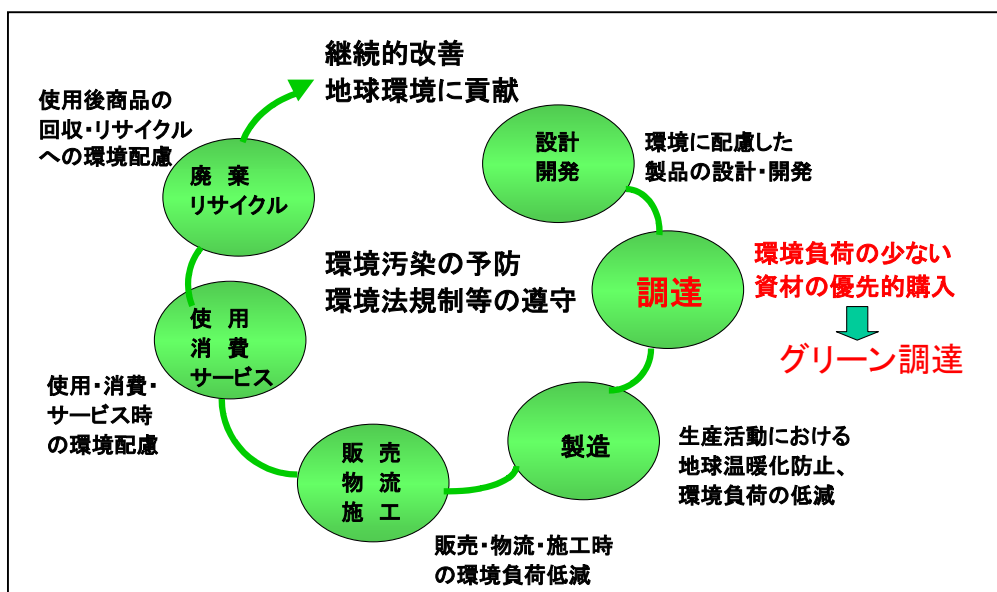 継続的改善
地球環境に貢献
使用後商品の
回収・リサイクル
への環境配慮
廃 棄
リサイクル
設計
開発
環境に配慮した
製品の設計・開発
環境汚染の予防
環境法規制等の遵守
調達
環境負荷の少ない
資材の優先的購入
グリーン調達
使 用
消 費
サービス
使用・消費・
サービス時
の環境配慮
製造
生産活動における
地球温暖化防止、
環境負荷の低減
販 売
物 流
施 工
販売・物流・施工時
の環境負荷低減